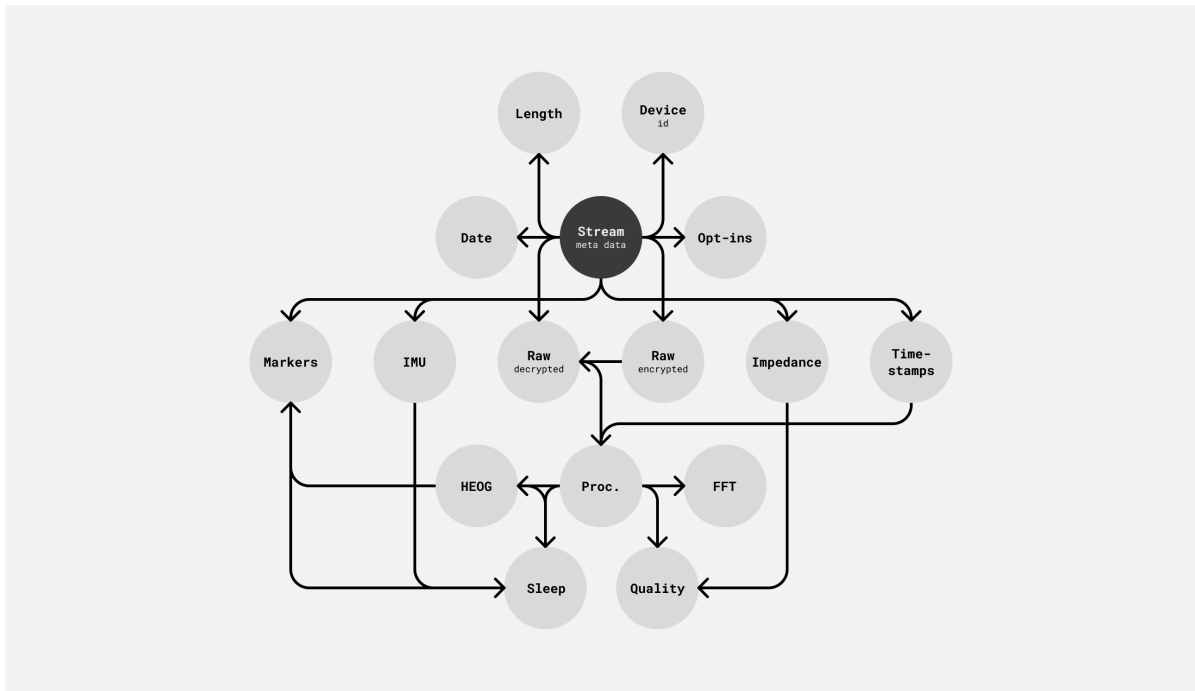 Length
Device
id
Date
Stream
meta data
Opt-ins
Markers
IMU
Raw
decrypted
Raw
encrypted
Impedance
Time-
stamps
HEOG
Proc.
FFT
Sleep
Quality